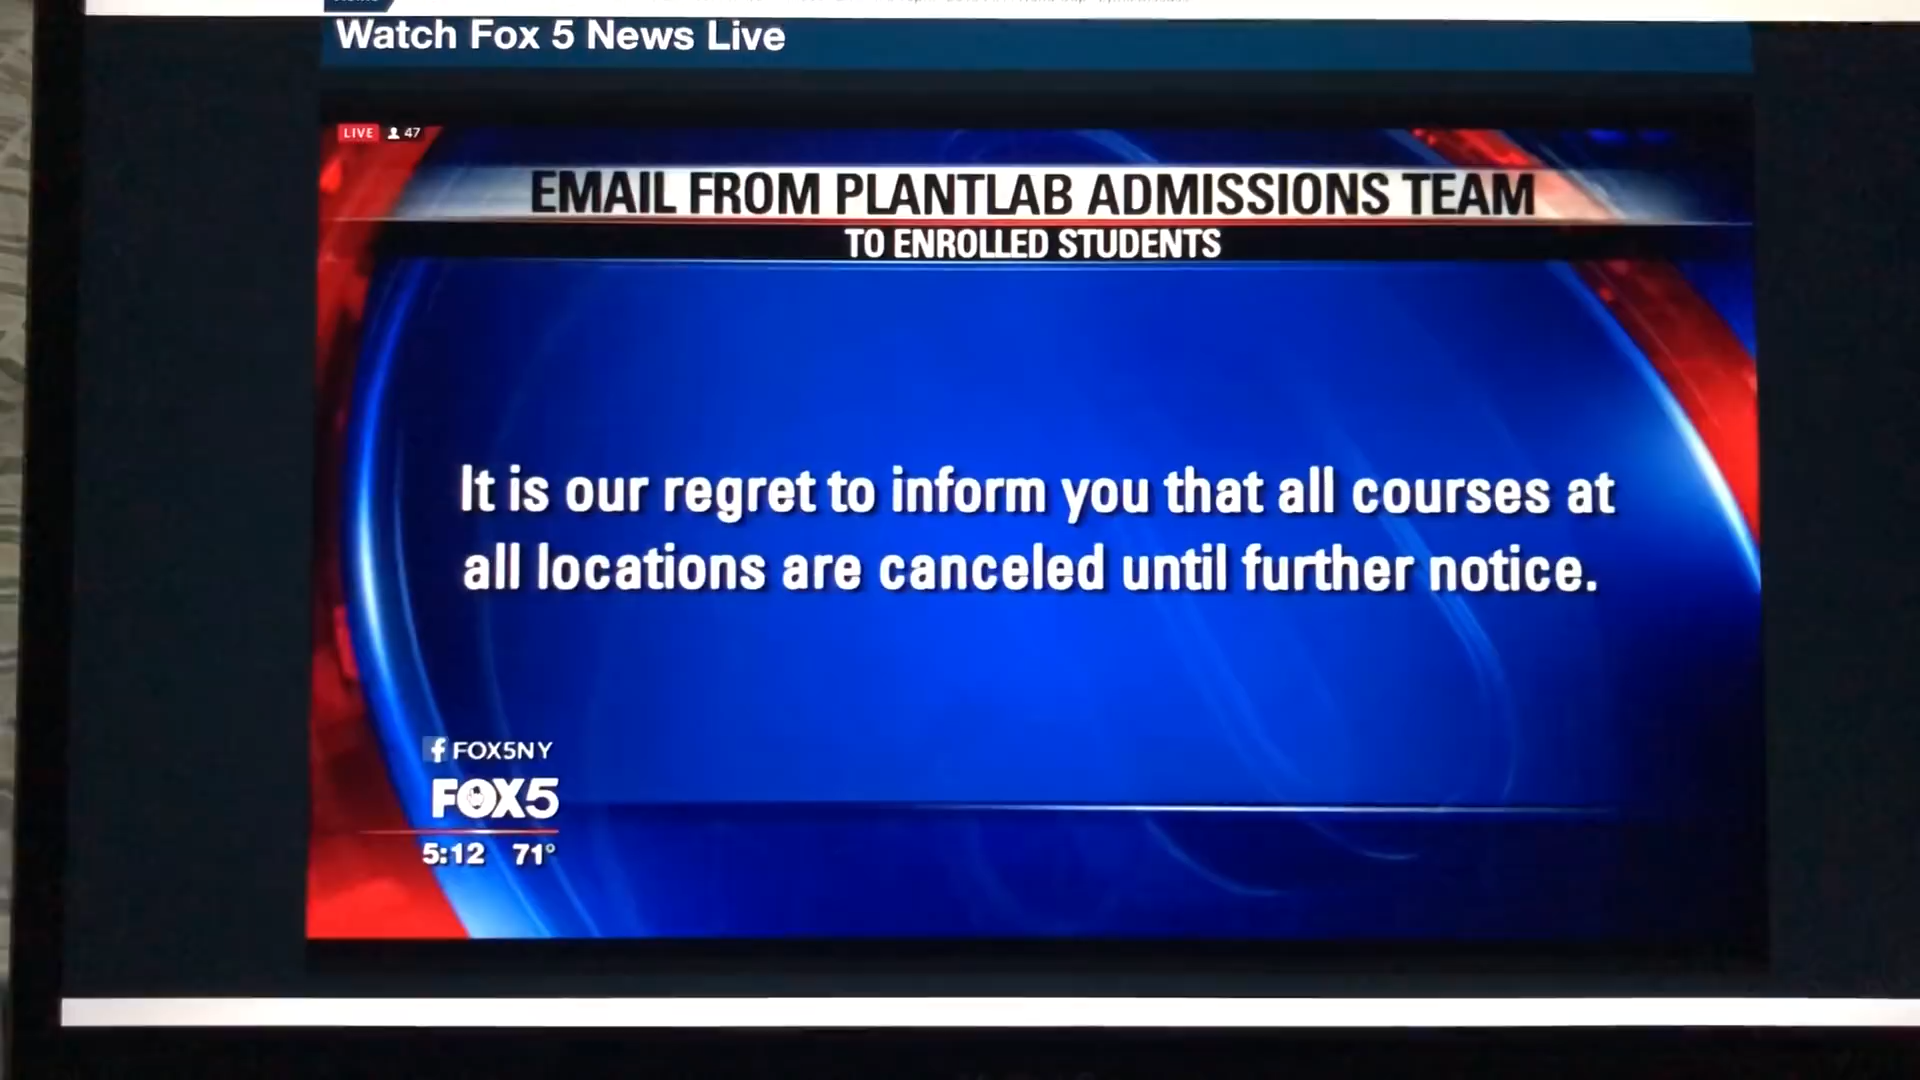 Watch Fox 5 News Live
LIVE 47
EMAIL FROM PLANTLAB ADMISSIONS TEAM
TO ENROLLED STUDENTS
It is our regret to inform you that all courses at
all locations are canceled until further notice.
f FOX5NY
FOX5
5:12 71°